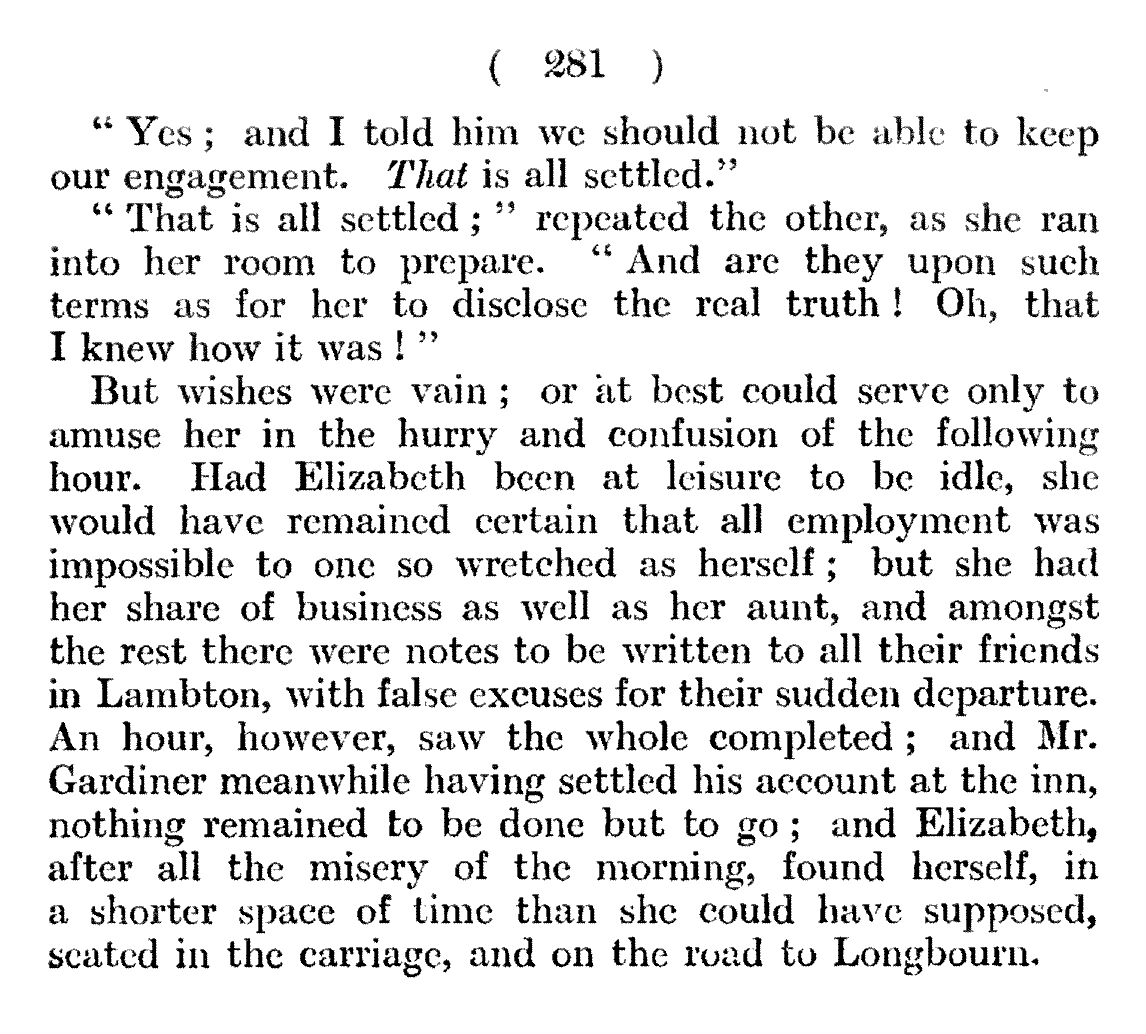 ( 281 )
“ Yes ; and I told him we should not be able to keep
our engagement. That is all settled.”
“ That is all settled ; ” repeated the other, as she ran
into her room to prepare. “ And are they upon such
terms as for her to disclose the real truth ! Oh, that
I knew how it was ! ”
But wishes were vain ; or at best could serve only to
amuse her in the hurry and confusion of the following
hour. Had Elizabeth been at leisure to be idle, she
would have remained certain that all employment was
impossible to one so wretched as herself ; but she had
her share of business as well as her aunt, and amongst
the rest there were notes to be written to all their friends
in Lambton, with false excuses for their sudden departure.
An hour, however, saw the whole completed ; and Mr.
Gardiner meanwhile having settled his account at the inn,
nothing remained to be done but to go ; and Elizabeth,
after all the misery of the morning, found herself, in
a shorter space of time than she could have supposed,
seated in the carriage, and on the road to Longbourn.